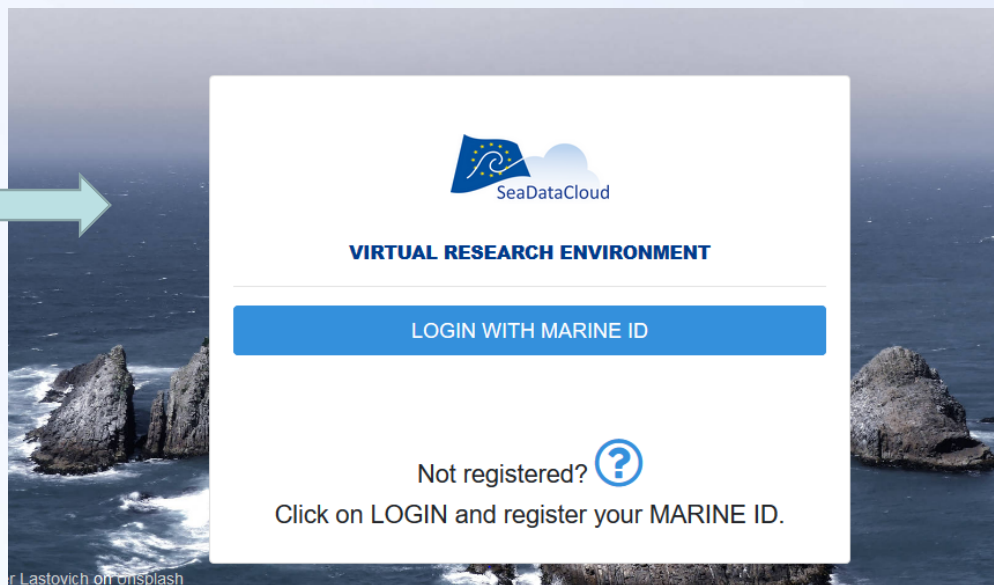 SeaDataCloud
VIRTUAL RESEARCH ENVIRONMENT
LOGIN WITH MARINE ID
Not registered?
Click on LOGIN and register your MARINE ID.
Lastovich on Unsplash